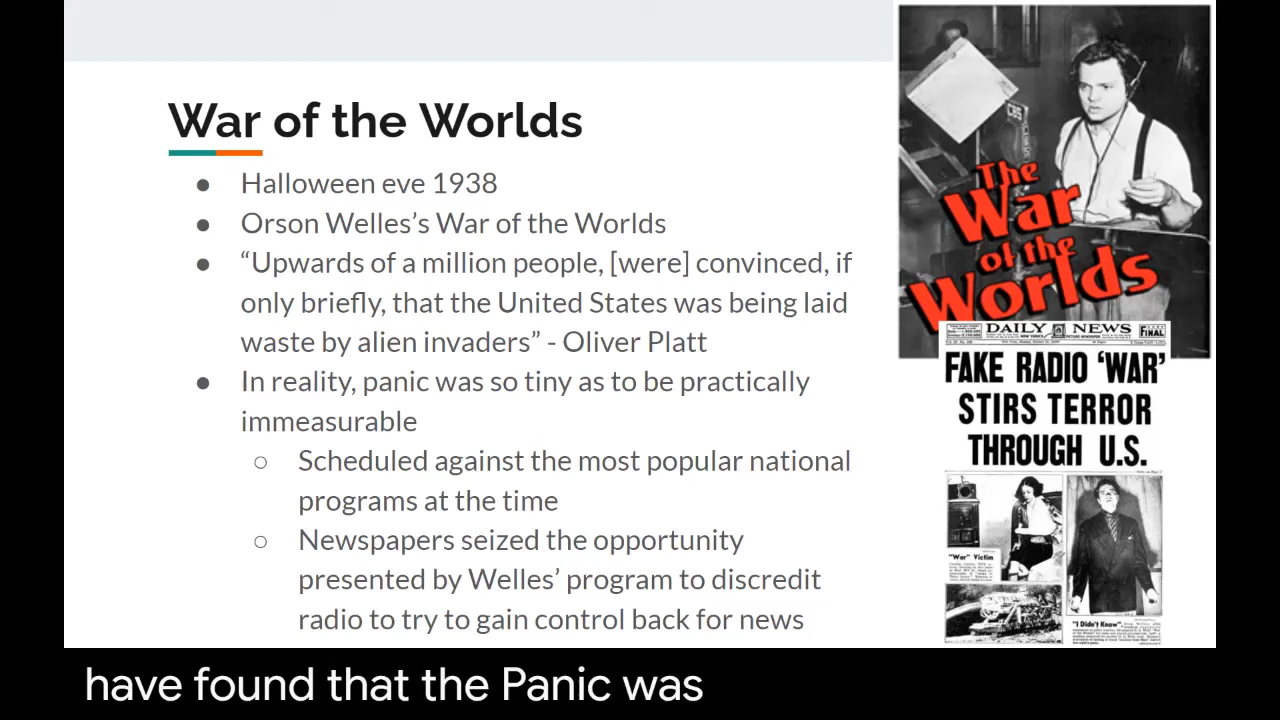 War of the Worlds
● Halloween eve 1938
● Orson Welles’s War of the Worlds
● “Upwards of a million people, [were] convinced, if
only briefly, that the United States was being laid
waste by alien invaders” - Oliver Platt
● In reality, panic was so tiny as to be practically
immeasurable
○ Scheduled against the most popular national
programs at the time
○ Newspapers seized the opportunity
presented by Welles’ program to discredit
radio to try to gain control back for news
CBS
The
War
of the
Worlds
DAILY NEWS
FINAL
FAKE RADIO ‘WAR’
STIRS TERROR
THROUGH U.S.
"War" Victim
"I Didn't Know"
have found that the Panic was